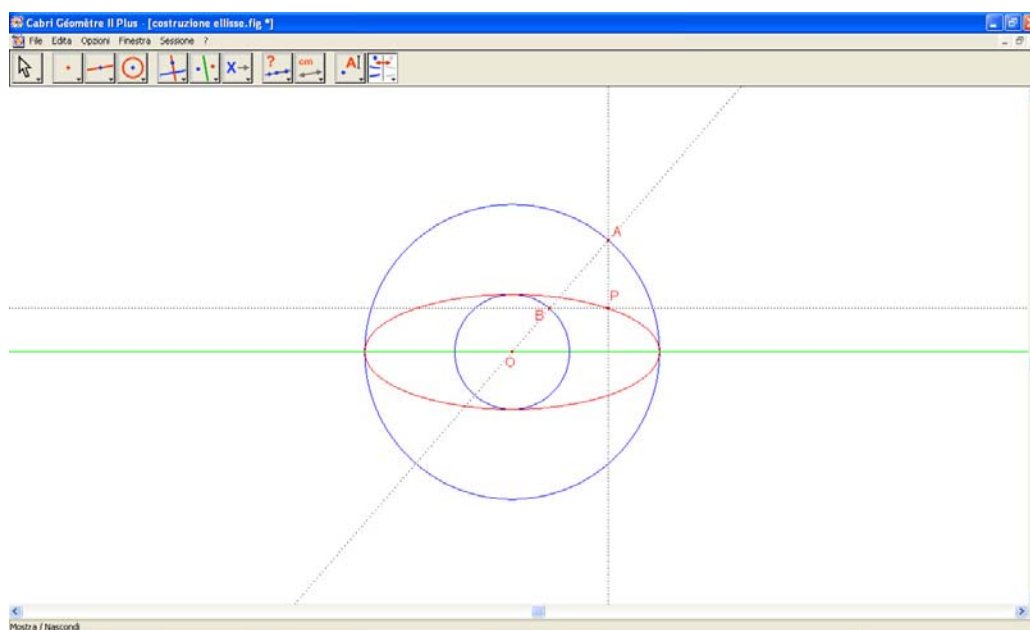 Cabri Géomètre II Plus - [costruzione ellisse.fig *]
File Edita Opzioni Finestra Sessione ?
X ? cm A
A
P
B
O
Mostra / Nascondi